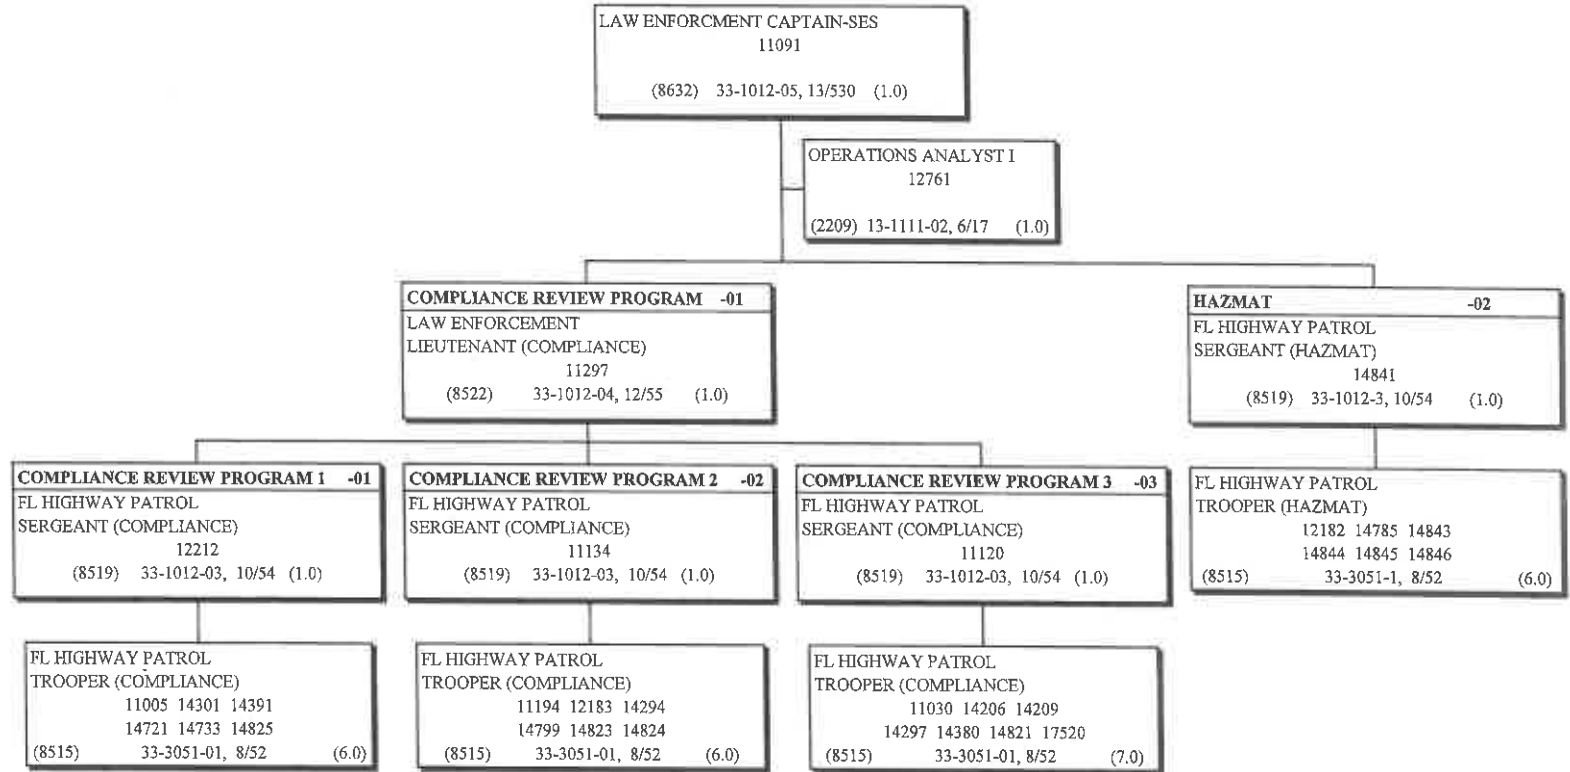 LAW ENFORCMENT CAPTAIN-SES
11091
(8632) 33-1012-05, 13/530 (1.0)
OPERATIONS ANALYST I
12761
(2209) 13-1111-02, 6/17 (1.0)
COMPLIANCE REVIEW PROGRAM -01
LAW ENFORCEMENT
LIEUTENANT (COMPLIANCE)
11297
(8522) 33-1012-04, 12/55 (1.0)
HAZMAT -02
FL HIGHWAY PATROL
SERGEANT (HAZMAT)
14841
(8519) 33-1012-3, 10/54 (1.0)
COMPLIANCE REVIEW PROGRAM 1 -01
FL HIGHWAY PATROL
SERGEANT (COMPLIANCE)
12212
(8519) 33-1012-03, 10/54 (1.0)
COMPLIANCE REVIEW PROGRAM 2 -02
FL HIGHWAY PATROL
SERGEANT (COMPLIANCE)
11134
(8519) 33-1012-03, 10/54 (1.0)
COMPLIANCE REVIEW PROGRAM 3 -03
FL HIGHWAY PATROL
SERGEANT (COMPLIANCE)
11120
(8519) 33-1012-03, 10/54 (1.0)
FL HIGHWAY PATROL
TROOPER (HAZMAT)
12182 14785 14843
14844 14845 14846
(8515) 33-3051-1, 8/52 (6.0)
FL HIGHWAY PATROL
TROOPER (COMPLIANCE)
11005 14301 14391
14721 14733 14825
(8515) 33-3051-01, 8/52 (6.0)
FL HIGHWAY PATROL
TROOPER (COMPLIANCE)
11194 12183 14294
14799 14823 14824
(8515) 33-3051-01, 8/52 (6.0)
FL HIGHWAY PATROL
TROOPER (COMPLIANCE)
11030 14206 14209
14297 14380 14821 17520
(8515) 33-3051-01, 8/52 (7.0)